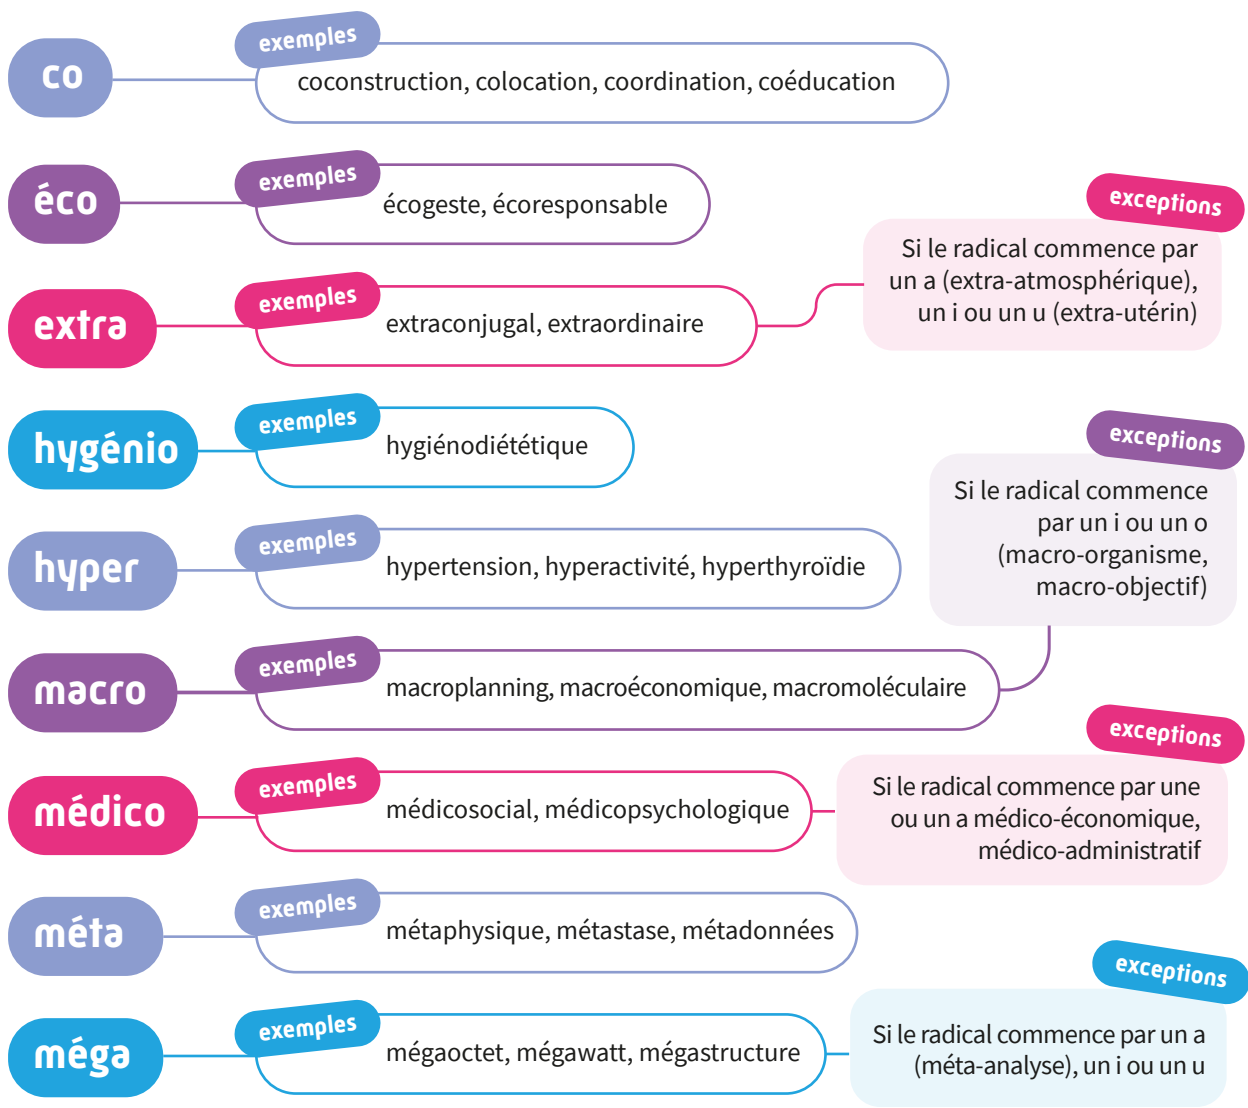 co
exemples
coconstruction, colocation, coordination, coéducation
éco
exemples
écogeste, écoresponsable
extra
exemples
extraconjugal, extraordinaire
exceptions
Si le radical commence par
un a (extra-atmosphérique),
un i ou un u (extra-utérin)
hygénio
exemples
hygiénodiététique
hyper
exemples
hypertension, hyperactivité, hyperthyroïdie
macro
exemples
macroplanning, macroéconomique, macromoléculaire
exceptions
Si le radical commence
par un i ou un o
(macro-organisme,
macro-objectif)
médico
exemples
médicosocial, médicopsychologique
exceptions
Si le radical commence par une
ou un a médico-économique,
médico-administratif
méta
exemples
métaphysique, métastase, métadonnées
méga
exemples
mégaoctet, mégawatt, mégastructure
exceptions
Si le radical commence par un a
(méta-analyse), un i ou un u